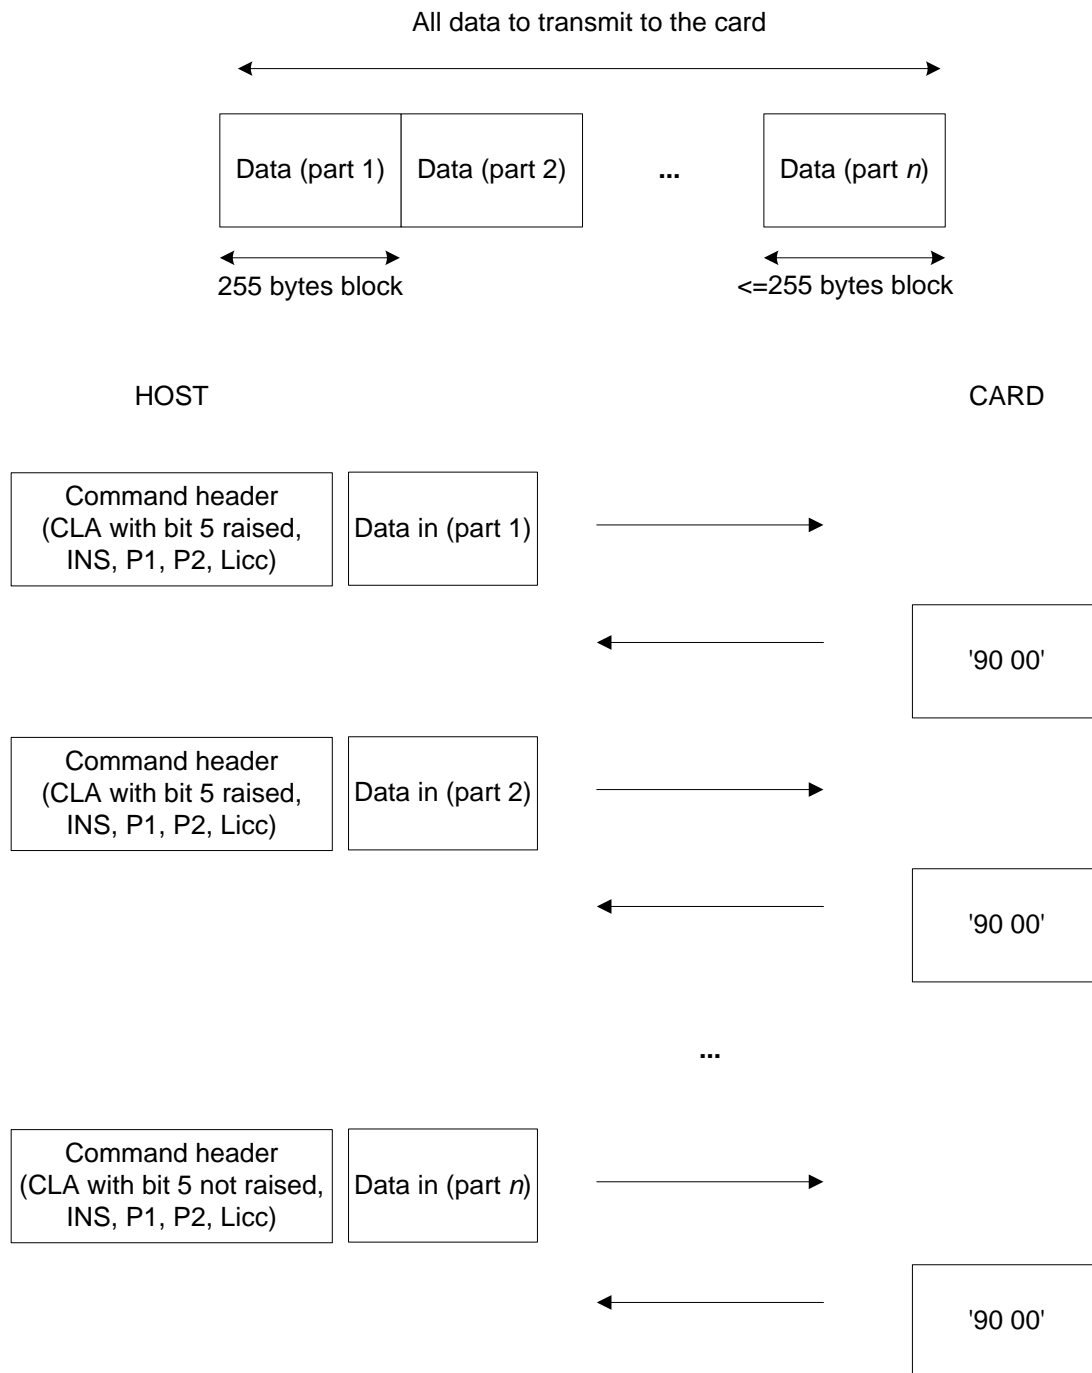 All data to transmit to the card
Data (part 1)
Data (part 2)
...
Data (part n)
255 bytes block
<=255 bytes block
HOST
CARD
Command header
(CLA with bit 5 raised,
INS, P1, P2, Licc)
Data in (part 1)
'90 00'
Command header
(CLA with bit 5 raised,
INS, P1, P2, Licc)
Data in (part 2)
'90 00'
...
Command header
(CLA with bit 5 not raised,
INS, P1, P2, Licc)
Data in (part n)
'90 00'